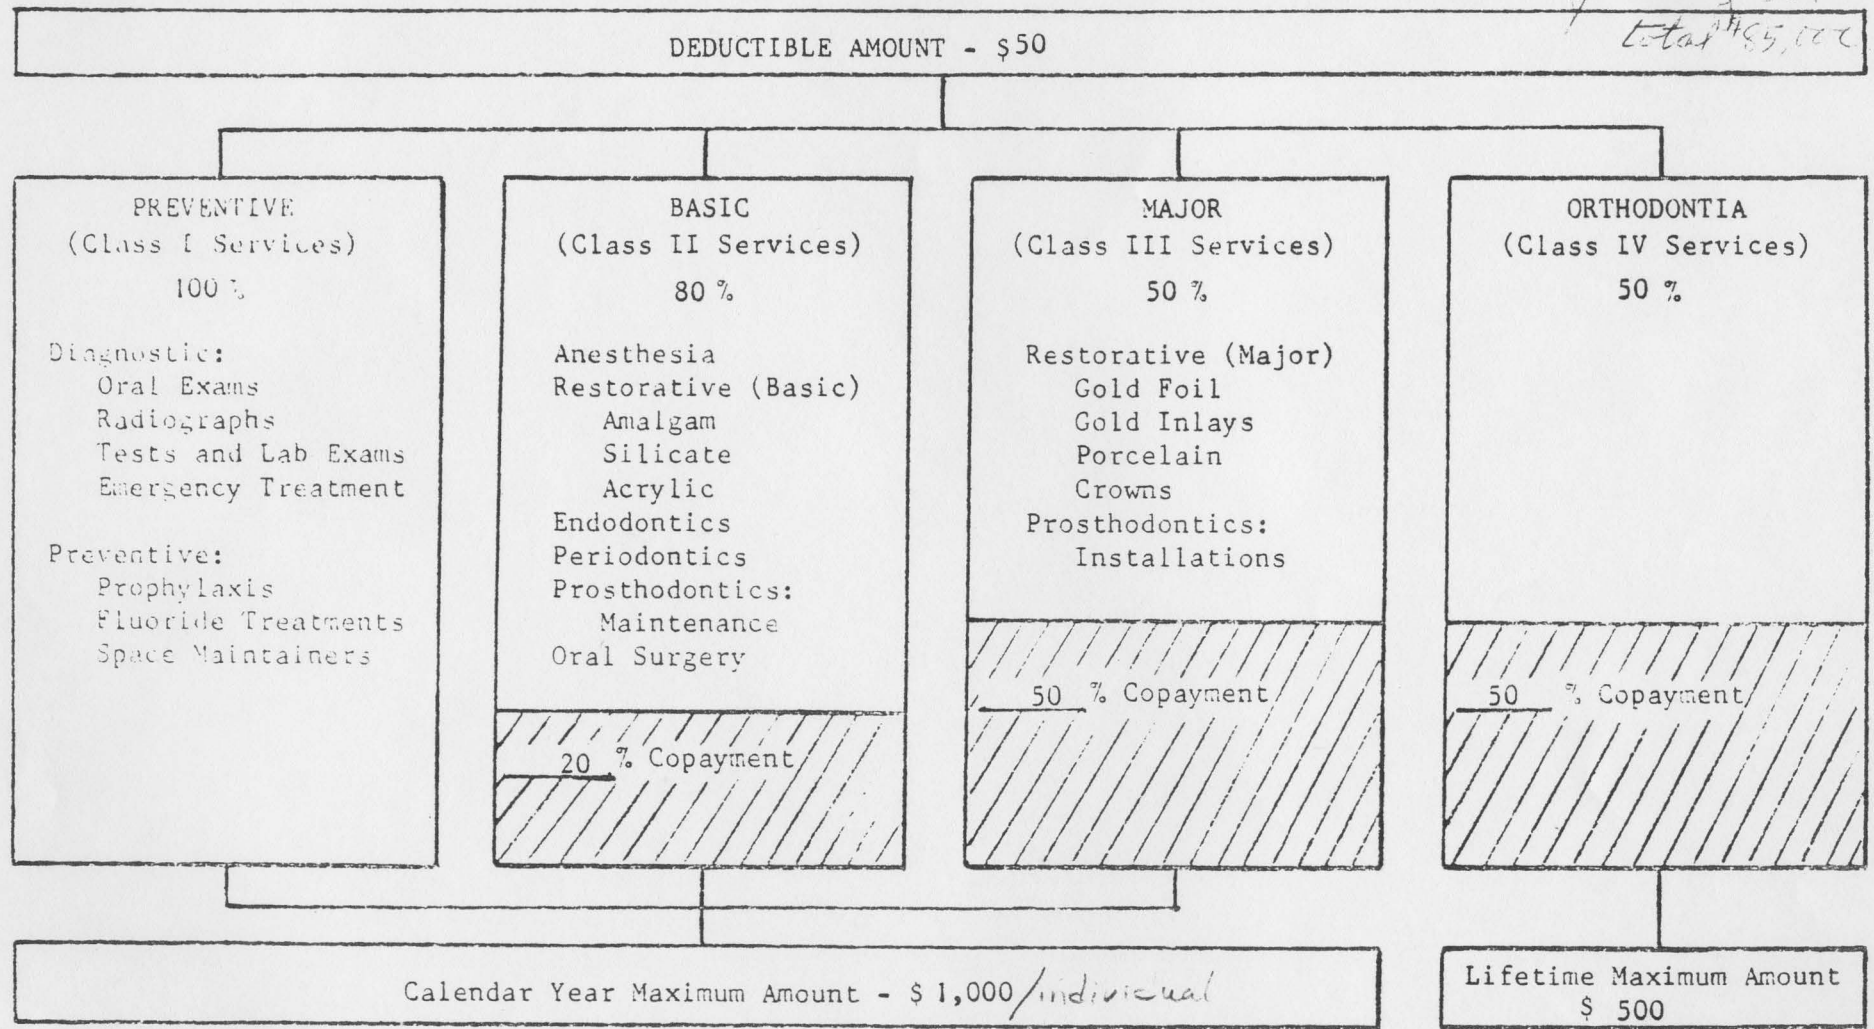 total $85,000
DEDUCTIBLE AMOUNT - $50
PREVENTIVE
(Class I Services)
100 %
Diagnostic:
Oral Exams
Radiographs
Tests and Lab Exams
Emergency Treatment
Preventive:
Prophylaxis
Fluoride Treatments
Space Maintainers
BASIC
(Class II Services)
80 %
Anesthesia
Restorative (Basic)
Amalgam
Silicate
Acrylic
Endodontics
Periodontics
Prosthodontics:
Maintenance
Oral Surgery
20 % Copayment
MAJOR
(Class III Services)
50 %
Restorative (Major)
Gold Foil
Gold Inlays
Porcelain
Crowns
Prosthodontics:
Installations
50 % Copayment
ORTHODONTIA
(Class IV Services)
50 %
50 % Copayment
Calendar Year Maximum Amount - $ 1,000/individual
Lifetime Maximum Amount
$ 500